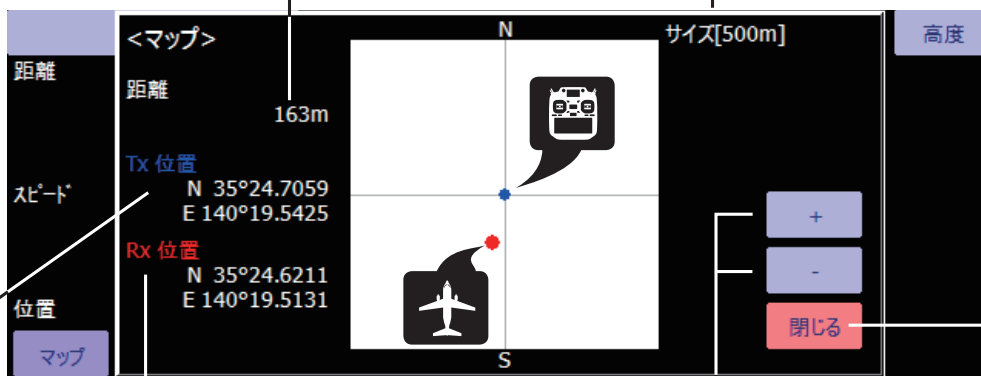 <マップ>
N
サイズ[500m]
高度
距離
距離
163m
Tx 位置
N 35°24.7059
E 140°19.5425
スピード
+
Rx 位置
N 35°24.6211
E 140°19.5131
-
位置
閉じる
マップ
S